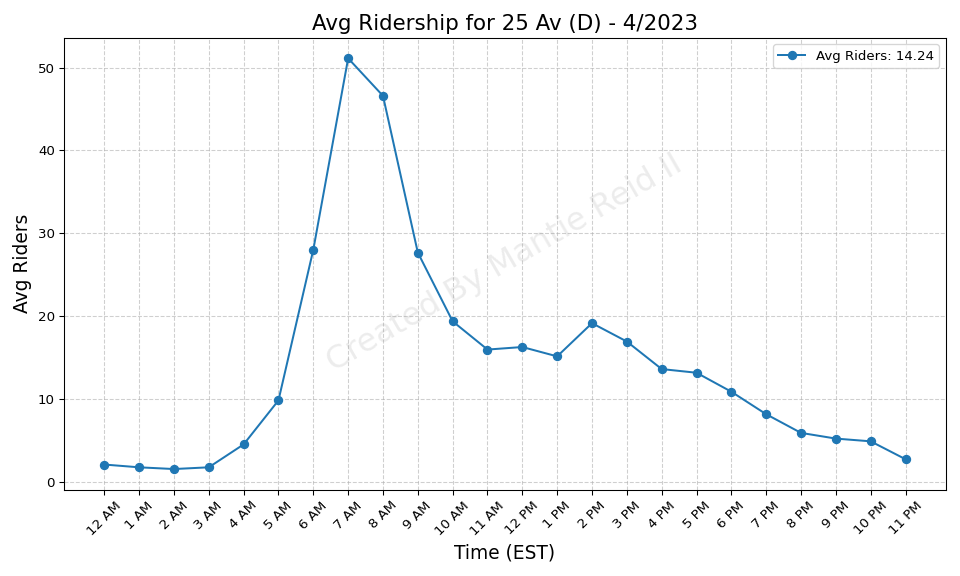 Avg Ridership for 25 Av (D) - 4/2023
Avg Riders: 14.24
50
40
30
20
10
0
Avg Riders
Created By Mantie Reid II
12 AM
1 AM
2 AM
3 AM
4 AM
5 AM
6 AM
7 AM
8 AM
9 AM
10 AM
11 AM
12 PM
1 PM
2 PM
3 PM
4 PM
5 PM
6 PM
7 PM
8 PM
9 PM
10 PM
11 PM
Time (EST)